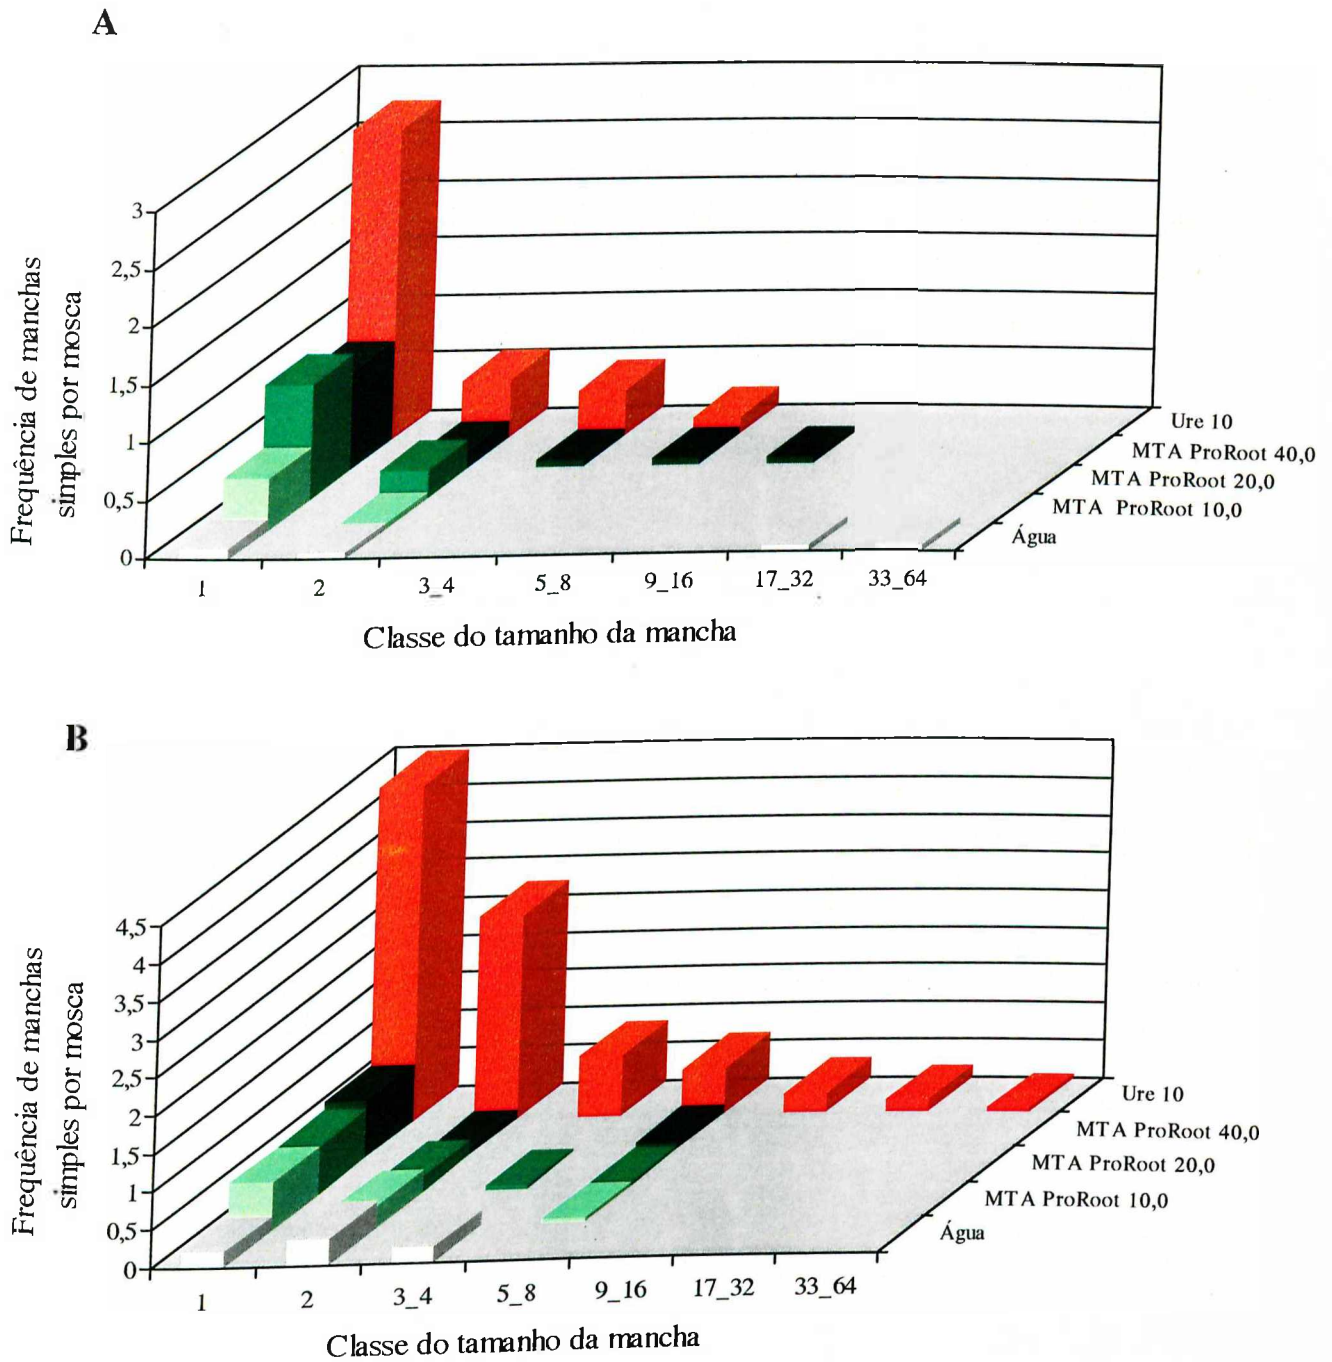 A
3
2,5
2
1,5
1
0,5
0
Frequência de manchas
simples por mosca
1
2
3_4
5_8
9_16
17_32
33_64
Ure 10
MTA ProRoot 40,0
MTA ProRoot 20,0
MTA ProRoot 10,0
Água
Classe do tamanho da mancha
B
4,5
4
3,5
3
2,5
2
1,5
1
0,5
0
Frequência de manchas
simples por mosca
1
2
3_4
5_8
9_16
17_32
33_64
Ure 10
MTA ProRoot 40,0
MTA ProRoot 20,0
MTA ProRoot 10,0
Água
Classe do tamanho da mancha